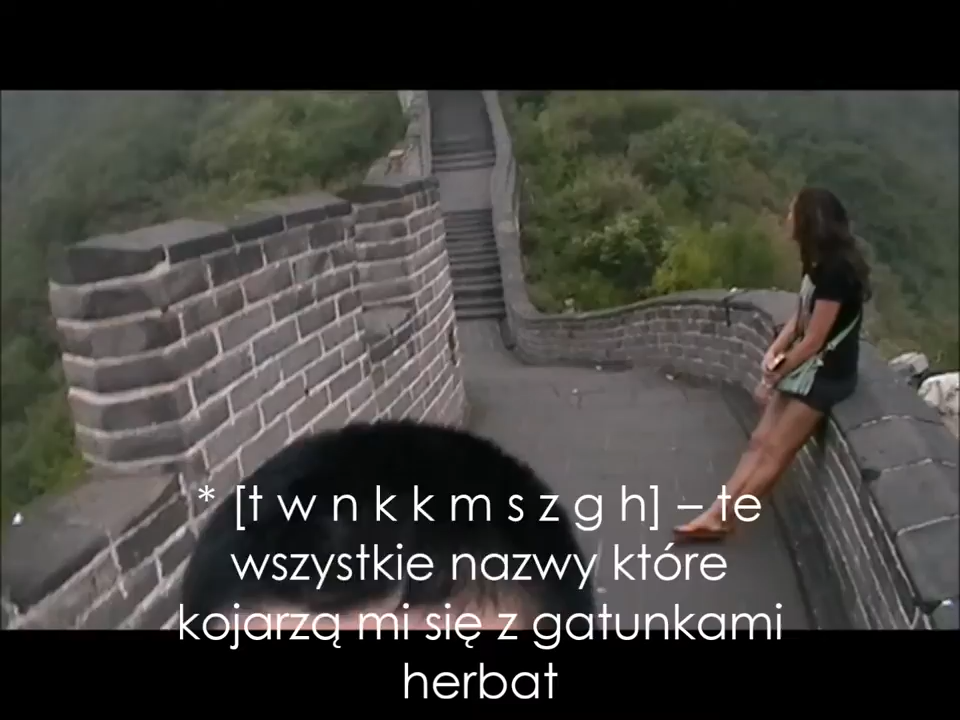 * [t w n k k m s z g h] – te
wszystkie nazwy które
kojarzą mi się z gatunkami
herbat